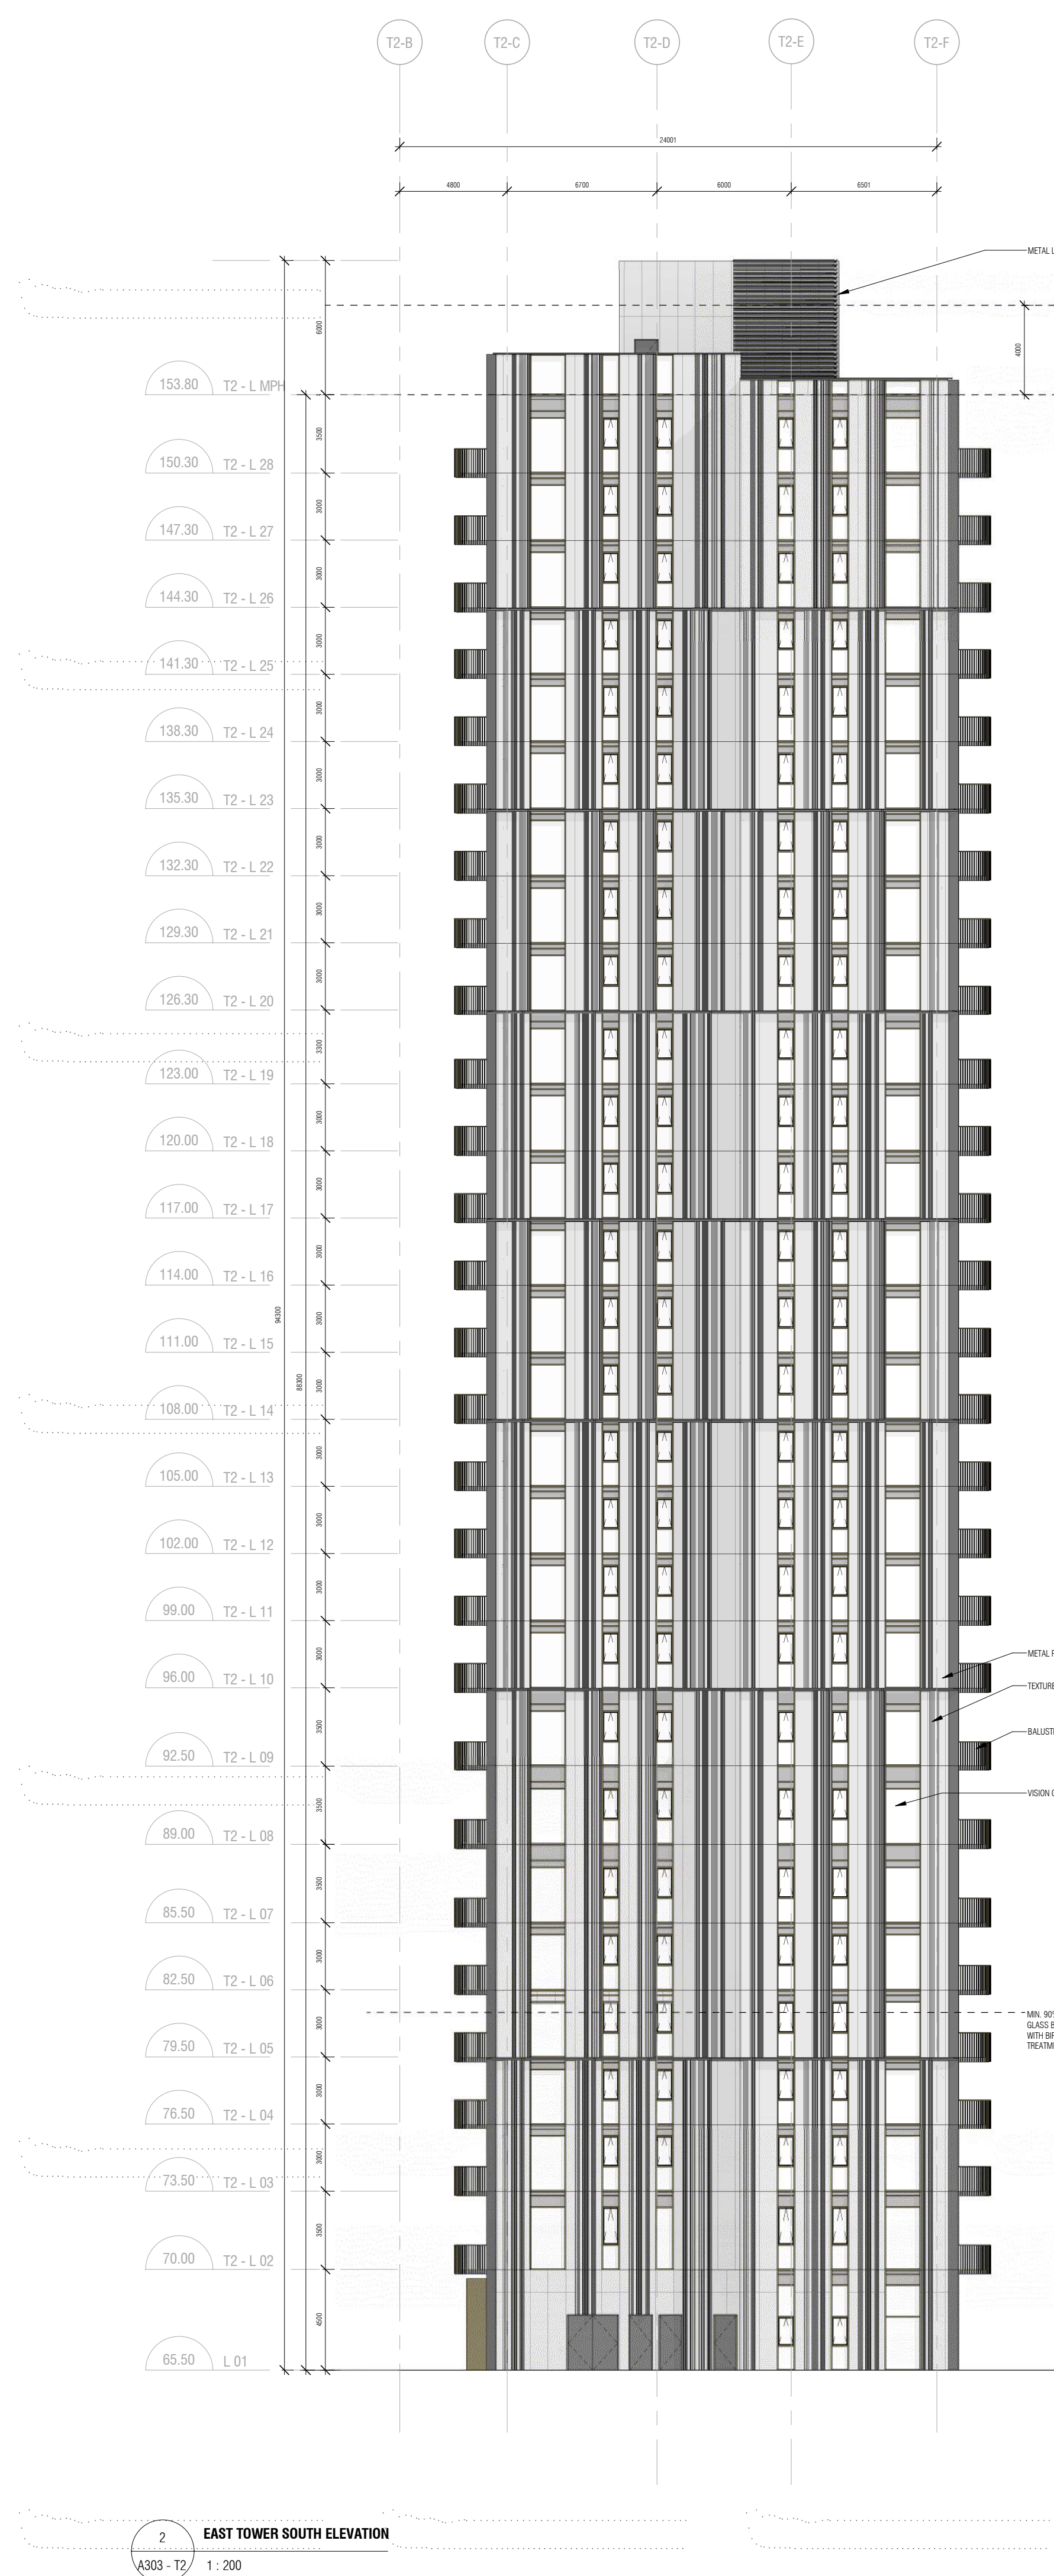 T2-B T2-C T2-D T2-E T2-F
24001
4800 6700 6000 6501
METAL L
6000
4000
153.80 T2 - L MPH
3500
150.30 T2 - L 28
3000
147.30 T2 - L 27
3000
144.30 T2 - L 26
3000
141.30 T2 - L 25
3000
138.30 T2 - L 24
3000
135.30 T2 - L 23
3000
132.30 T2 - L 22
3000
129.30 T2 - L 21
3000
126.30 T2 - L 20
3300
123.00 T2 - L 19
3000
120.00 T2 - L 18
3000
117.00 T2 - L 17
3000
114.00 T2 - L 16
94300
3000
111.00 T2 - L 15
88300
3000
108.00 T2 - L 14
3000
105.00 T2 - L 13
3000
102.00 T2 - L 12
3000
99.00 T2 - L 11
3000
METAL
96.00 T2 - L 10
TEXTURE
3500
BALUST
92.50 T2 - L 09
VISION
3500
89.00 T2 - L 08
3500
85.50 T2 - L 07
3000
82.50 T2 - L 06
MIN. 90
GLASS
WITH
TREATM
3000
79.50 T2 - L 05
3000
76.50 T2 - L 04
3000
73.50 T2 - L 03
3500
70.00 T2 - L 02
4500
65.50 L 01
2 EAST TOWER SOUTH ELEVATION
A303 - T2 1 : 200